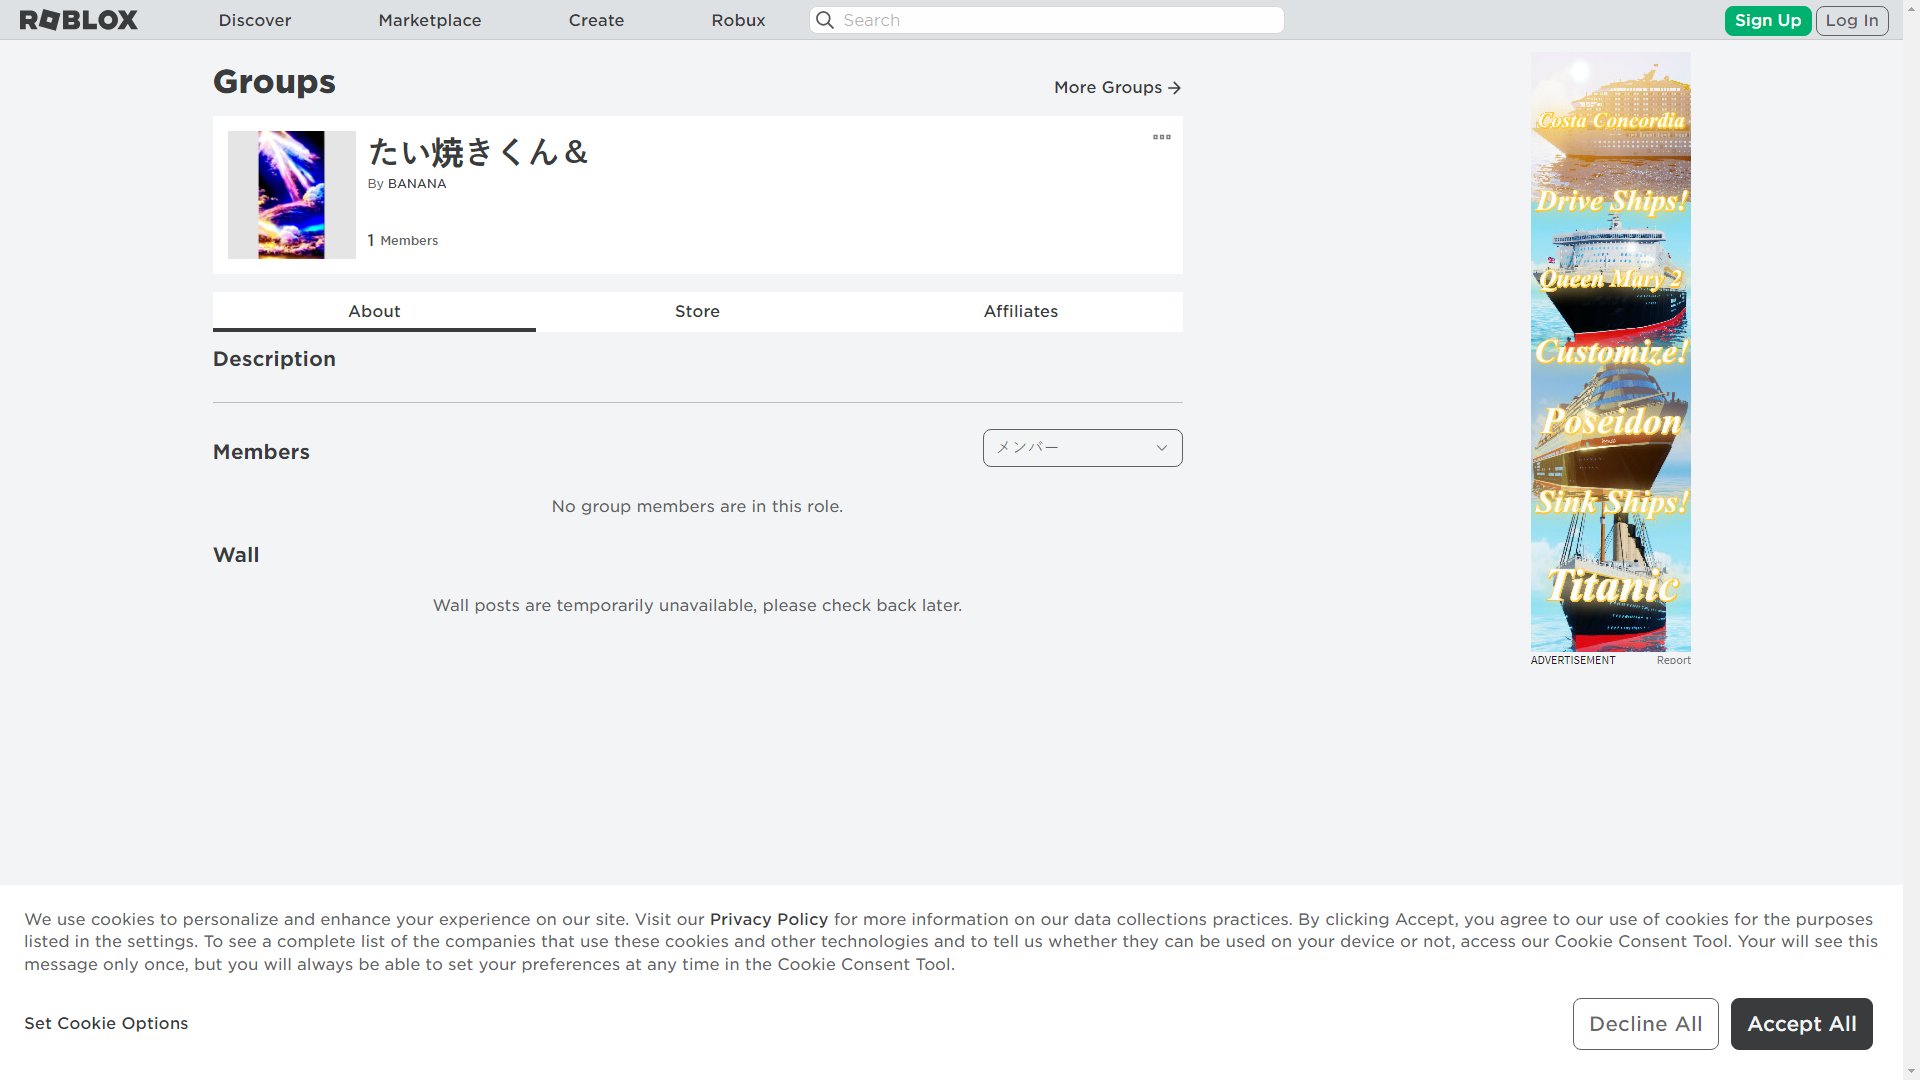 ROBLOX
Discover
Marketplace
Create
Robux
Search
Sign Up
Log In
Groups
More Groups
たい焼きくん＆
By BANANA
1 Members
About
Store
Affiliates
Description
Members
メンバー
No group members are in this role.
Wall
Wall posts are temporarily unavailable, please check back later.
Costa Concordia
Drive Ships!
Queen Mary 2
Customize!
Poseidon
Sink Ships!
Titanic
ADVERTISEMENT
Report
We use cookies to personalize and enhance your experience on our site. Visit our Privacy Policy for more information on our data collections practices. By clicking Accept, you agree to our use of cookies for the purposes
listed in the settings. To see a complete list of the companies that use these cookies and other technologies and to tell us whether they can be used on your device or not, access our Cookie Consent Tool. Your will see this
message only once, but you will always be able to set your preferences at any time in the Cookie Consent Tool.
Set Cookie Options
Decline All
Accept All